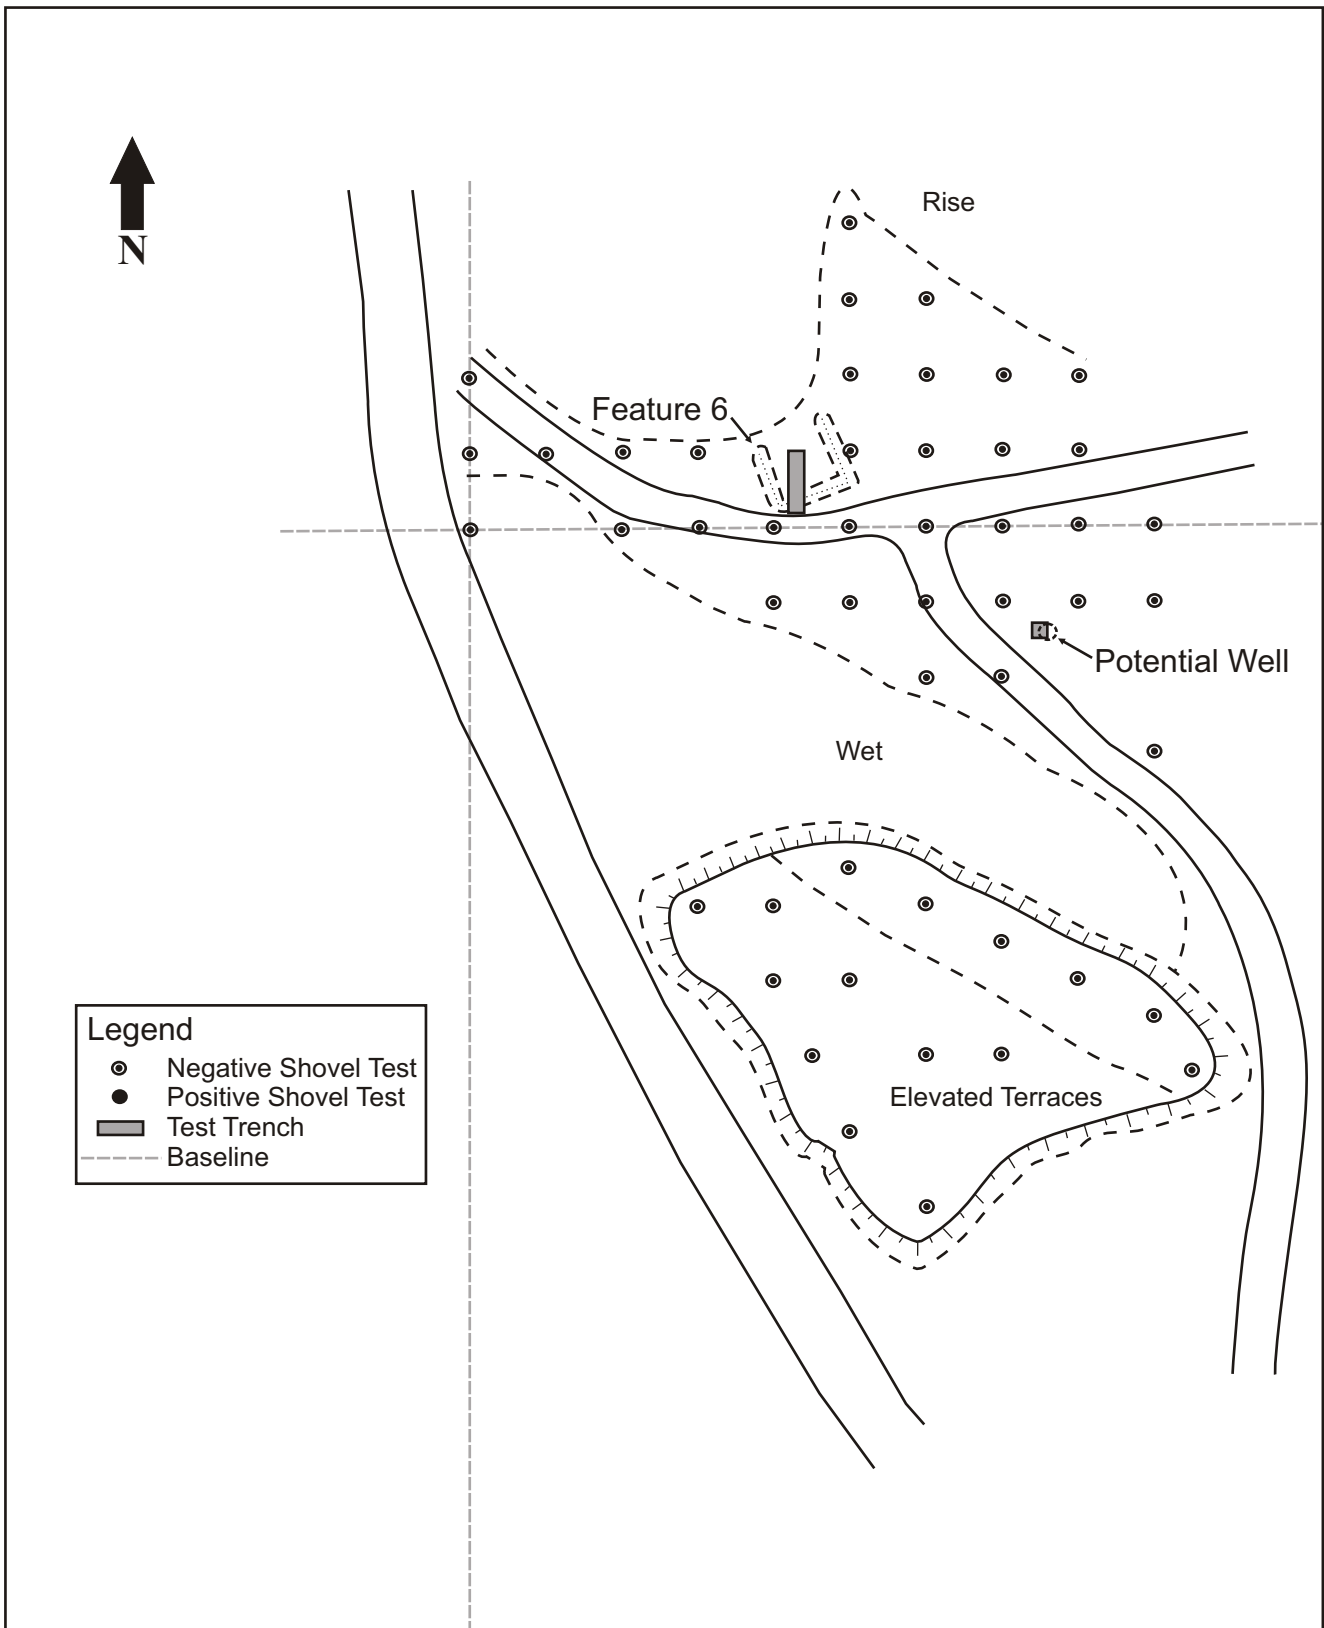 Rise
N
Feature 6
Potential Well
Wet
Legend
Negative Shovel Test
Positive Shovel Test
Test Trench
Baseline
Elevated Terraces